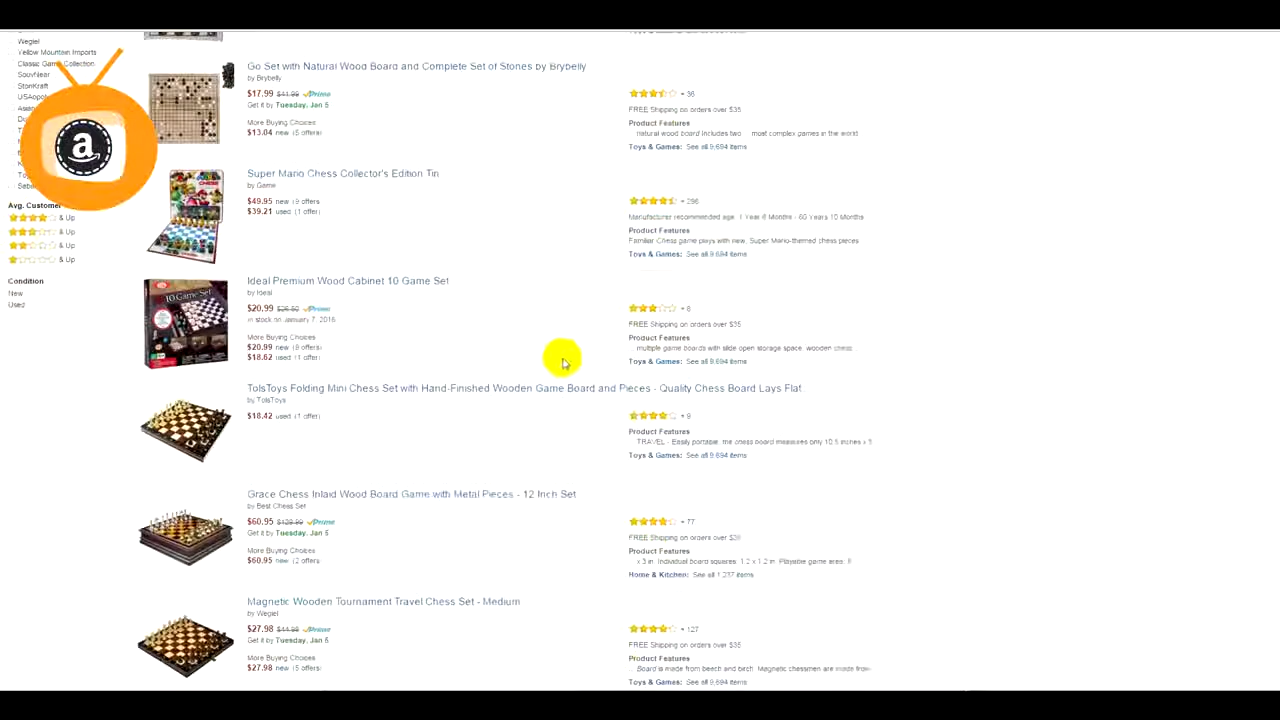 Wegiel
Yellow Mountain Imports
Classic Game Collection
SouvNear
StonKraft
Avg. Customer
& Up
& Up
& Up
& Up
Condition
New
Used
Go Set with Natural Wood Board and Complete Set of Stones by Brybelly
by Brybelly
$17.99 $41.99 Prime
Get it by Tuesday, Jan 5
More Buying Choices
$13.04 new (5 offers)
36
FREE Shipping on orders over $35
Product Features
natural wood board Includes two most complex games in the world
Toys & Games: See all 9,694 items
Super Mario Chess Collector's Edition Tin
by Game
$49.95 new (9 offers
$39.21 used (1 offer)
296
Manufacturer recommended age: 1 Year 6 Months - 60 Years 10 Months
Product Features
Familiar Chess game plays with new, Super Mario-themed chess pieces
Toys & Games: See all 9,694 items
Ideal Premium Wood Cabinet 10 Game Set
by Ideal
$20.99 $26.50 Prime
in stock on January 7, 2016
More Buying Choices
$20.99 new (9 offers)
$18.62 used (1 offer)
10 Game Set
8
FREE Shipping on orders over $35
Product Features
multiple game boards with slide open storage space wooden chess
Toys & Games: See all 9,694 items
TolsToys Folding Mini Chess Set with Hand-Finished Wooden Game Board and Pieces - Quality Chess Board Lays Flat
by TolsToys
$18.42 used (1 offer)
9
Product Features
TRAVEL - Easily portable, the chess board measures only 10.5 inches x 5
Toys & Games: See all 9,694 items
Grace Chess Inlaid Wood Board Game with Metal Pieces - 12 Inch Set
by Best Chess Set
$60.95 $129.99 Prime
Get it by Tuesday, Jan 5
More Buying Choices
$60.95 new (2 offers
77
FREE Shipping on orders over
Product Features
x 3 in. Individual board squares: 1.2 x 1.2 in. Playable game area:
Home & Kitchen: See all 1,237 items
Magnetic Wooden Tournament Travel Chess Set - Medium
by Wegiel
$27.98 $44.98 Prime
Get it by Tuesday, Jan 5
More Buying Choices
$27.98 new (5 offers)
127
FREE Shipping on orders over $35
Product Features
Board is made from beech and birch. Magnetic chessmen are made from
Toys & Games: See all 9,694 items